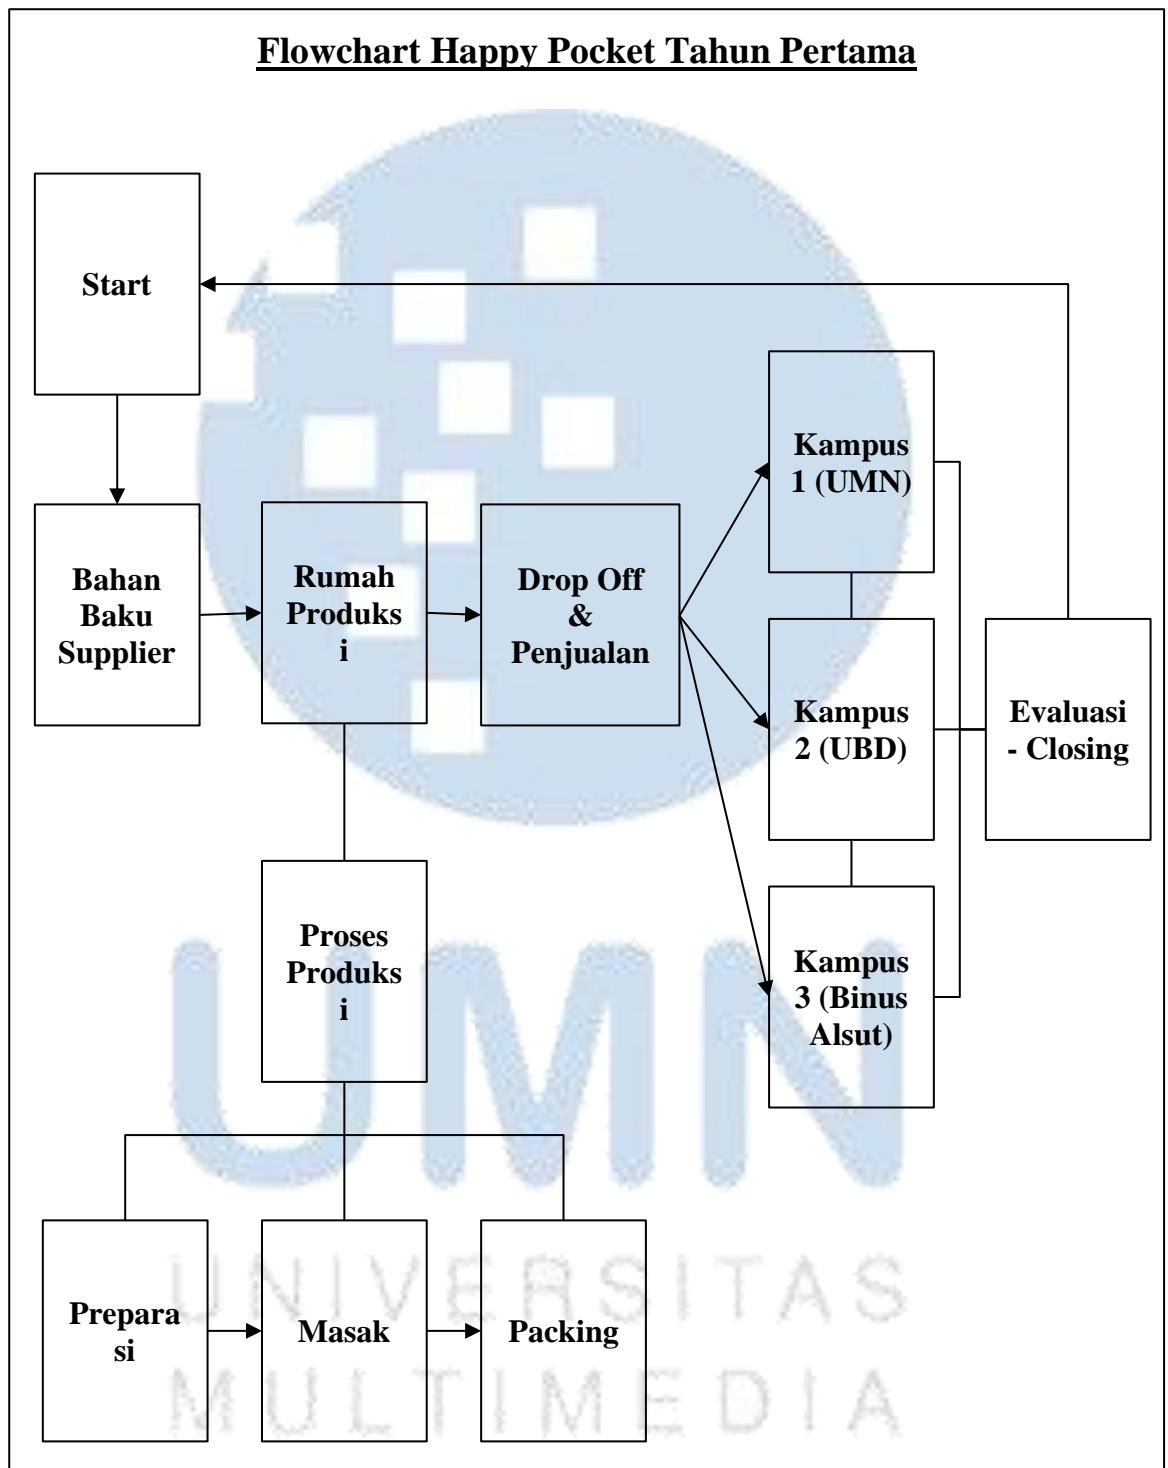 Flowchart Happy Pocket Tahun Pertama
Start
Bahan
Baku
Supplier
Rumah
Produks
i
Drop Off
&
Penjualan
Kampus
1 (UMN)
Kampus
2 (UBD)
Kampus
3 (Binus
Alsut)
Evaluasi
- Closing
Proses
Produks
i
Prepara
si
Masak
Packing
UMN
UNIVERSITAS
MULTIMEDIA